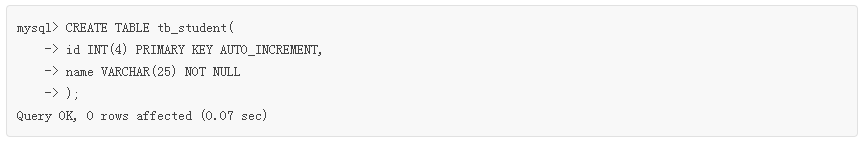 mysql> CREATE TABLE tb_student(
    -> id INT(4) PRIMARY KEY AUTO_INCREMENT,
    -> name VARCHAR(25) NOT NULL
    -> );
Query OK, 0 rows affected (0.07 sec)